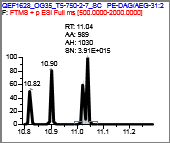 QEF1628_OG35_T5-750-2-7_SC PE-DAG/AEG-31:2
F: FTMS + p ESI Full ms [500.0000-2000.0000]
RT: 11.04
AA: 989
AH: 1030
SN: 3.91E+015
100
80
60
40
20
0
10.82
10.90
10.8 10.9 11.0 11.1 11.2